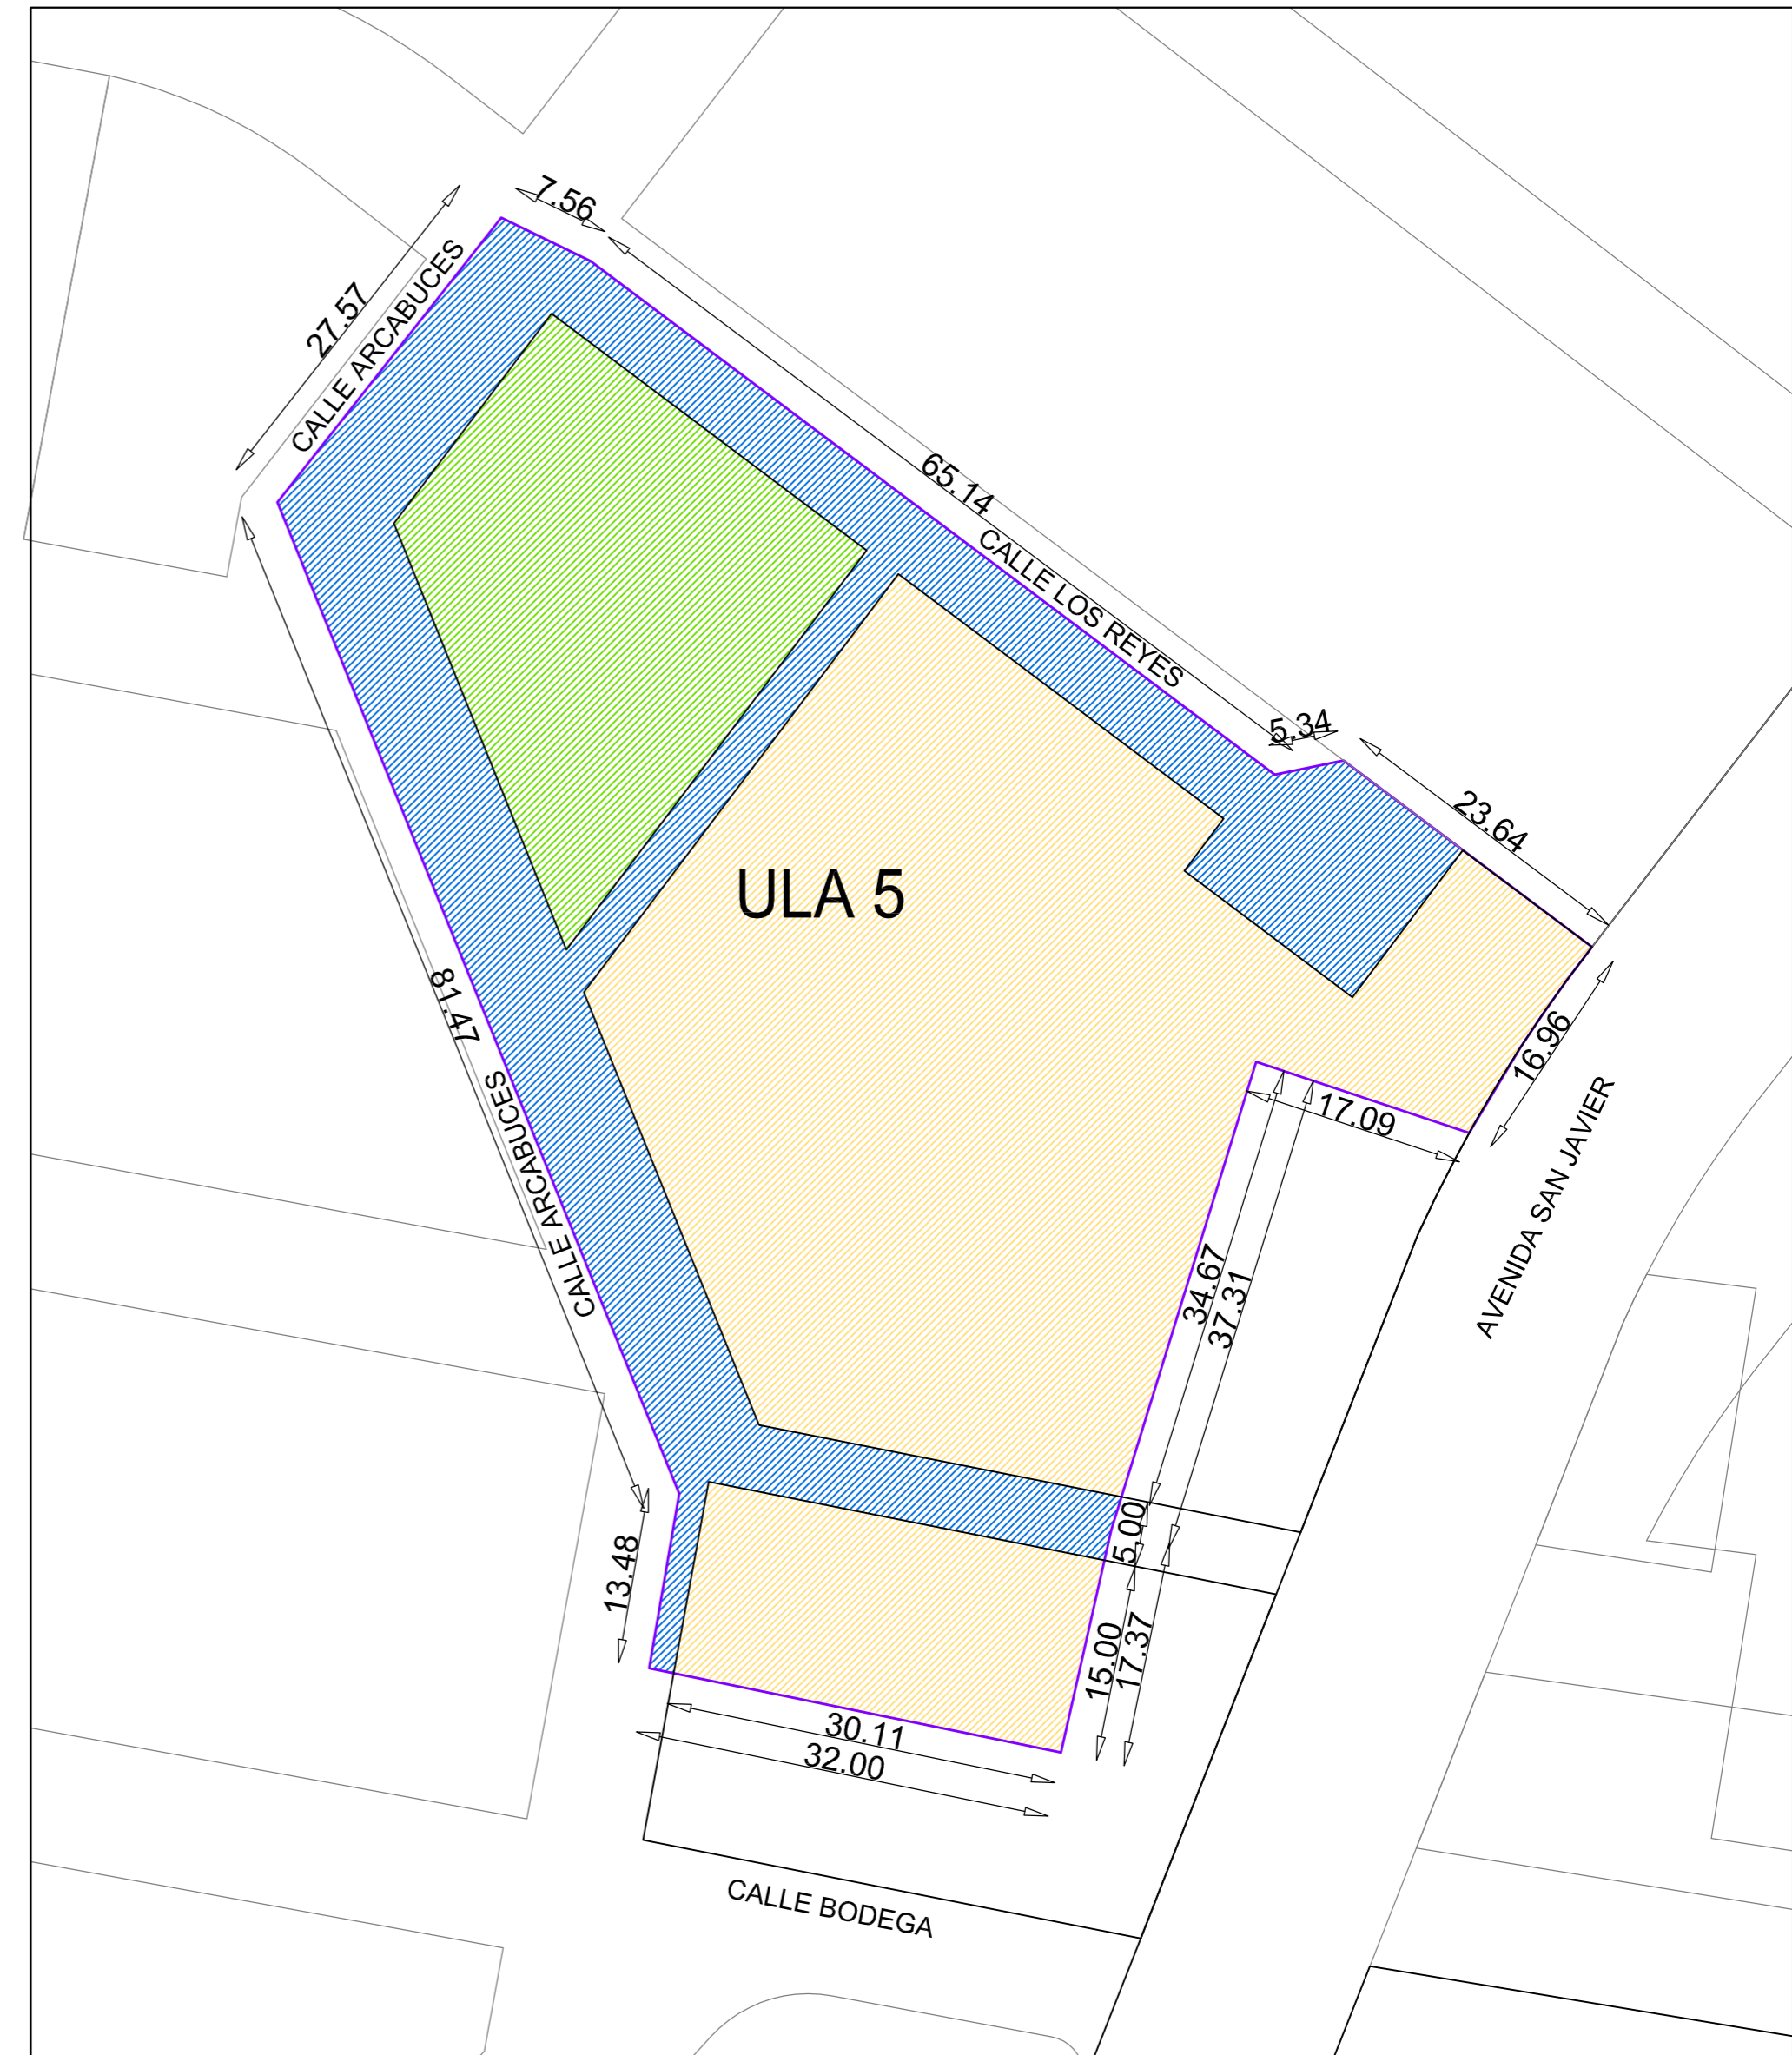 7.56
27.57
CALLE ARCABUCES
65.14
CALLE LOS REYES
5.34
23.64
ULA 5
16.96
81.47
17.09
CALLE ARCABUCES
AVENIDA SAN JAVIER
34.67
37.31
5.00
13.48
15.00
17.37
30.11
32.00
CALLE BODEGA